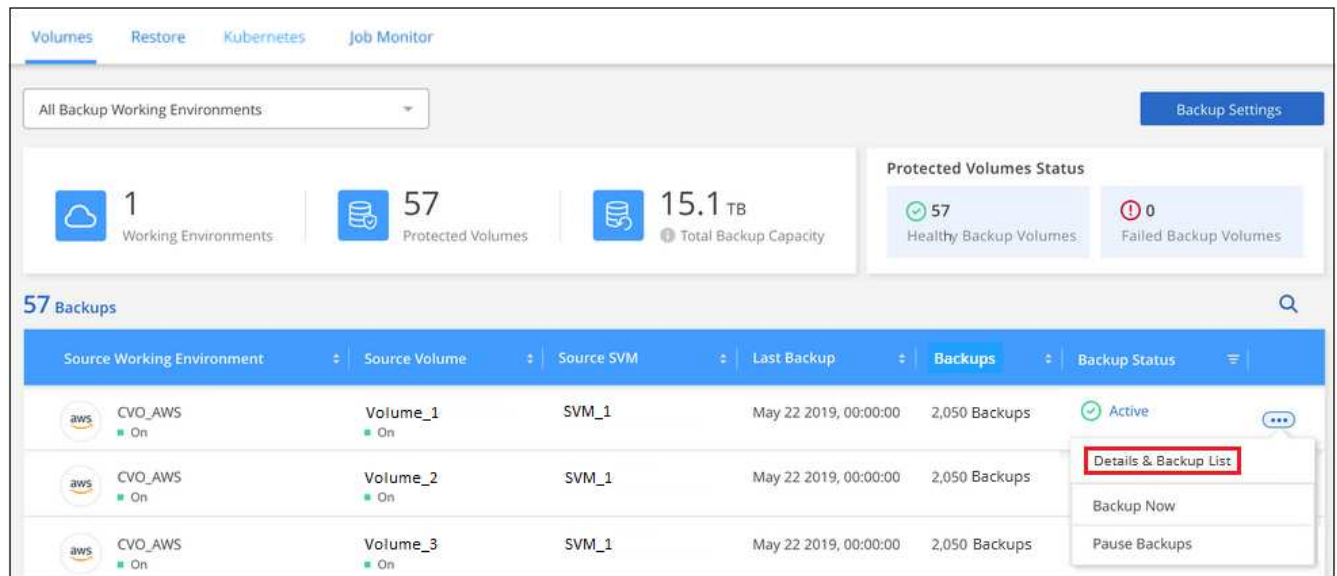 Volumes Restore Kubernetes Job Monitor
All Backup Working Environments
Backup Settings
1
Working Environments
57
Protected Volumes
15.1 TB
Total Backup Capacity
Protected Volumes Status
57
Healthy Backup Volumes
0
Failed Backup Volumes
57 Backups
Source Working Environment Source Volume Source SVM Last Backup Backups Backup Status
aws CVO_AWS Volume_1 SVM_1 May 22 2019, 00:00:00 2,050 Backups Active
On On
Details & Backup List
aws CVO_AWS Volume_2 SVM_1 May 22 2019, 00:00:00 2,050 Backups
On On
Backup Now
aws CVO_AWS Volume_3 SVM_1 May 22 2019, 00:00:00 2,050 Backups
On On
Pause Backups